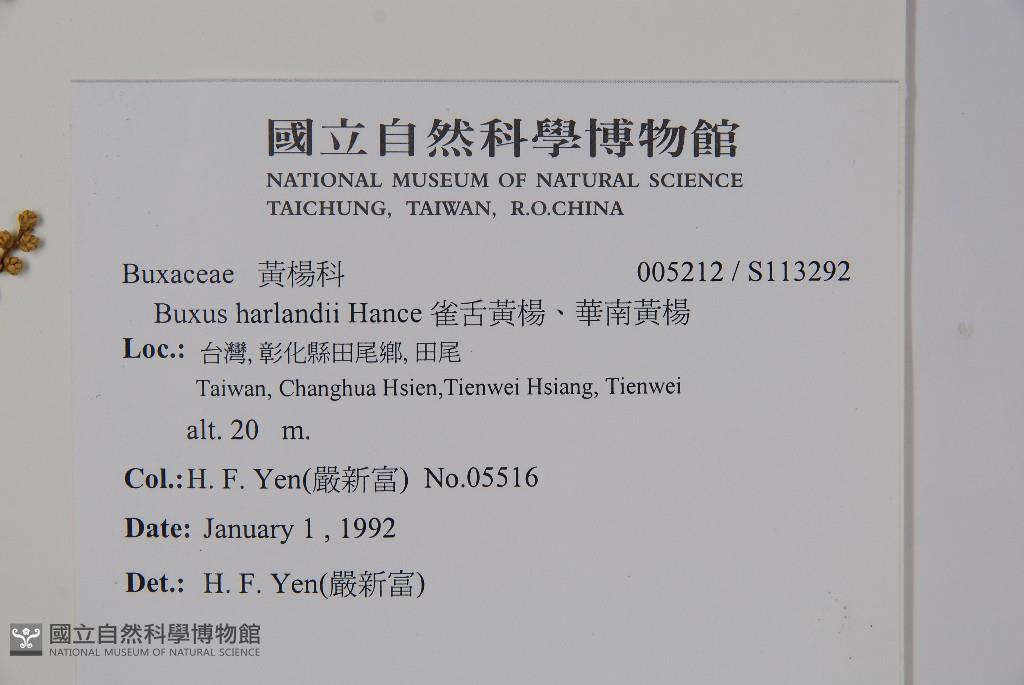 國立自然科學博物館
NATIONAL MUSEUM OF NATURAL SCIENCE
TAICHUNG, TAIWAN, R.O.CHINA
Buxaceae 黃楊科 005212 / S113292
Buxus harlandii Hance 雀舌黃楊、華南黃楊
Loc.: 台灣, 彰化縣田尾鄉, 田尾
Taiwan, Changhua Hsien,Tienwei Hsiang, Tienwei
alt. 20 m.
Col.:H. F. Yen(嚴新富) No.05516
Date: January 1 , 1992
Det.: H. F. Yen(嚴新富)
國立自然科學博物館
NATIONAL MUSEUM OF NATURAL SCIENCE